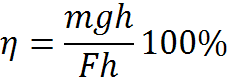 η = mgh/Fh 100%